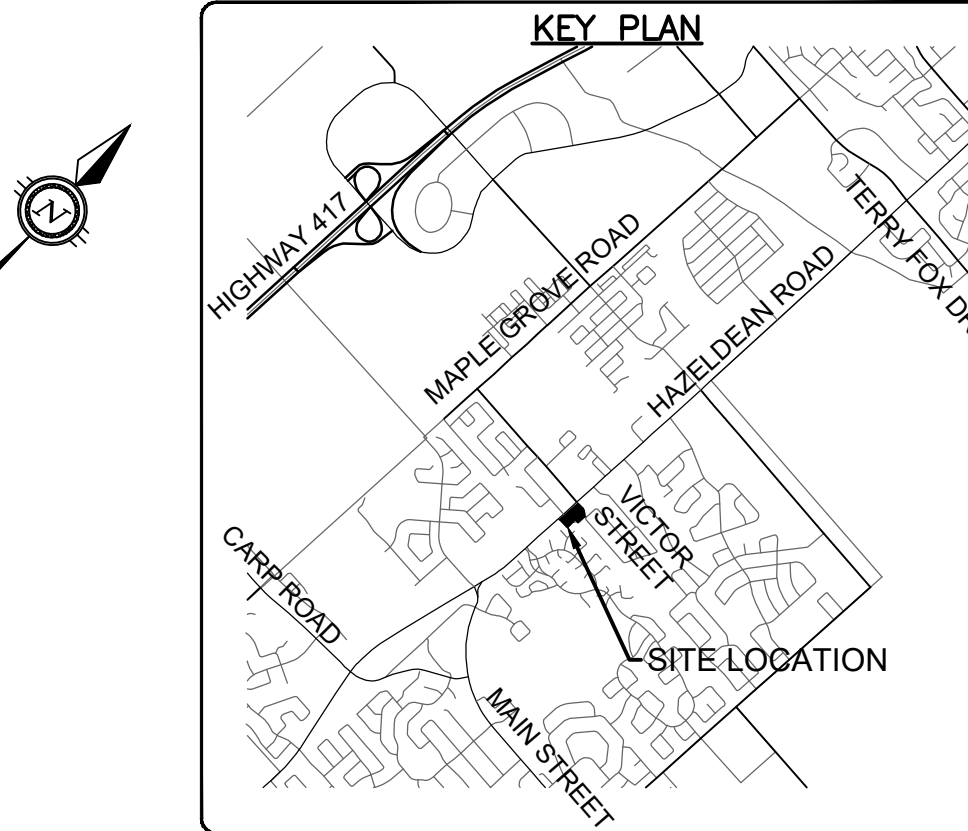 KEY PLAN
N
HIGHWAY 417
MAPLE GROVE ROAD
HAZELDEAN ROAD
TERRY FOX DR
VICTOR
STREET
CARP ROAD
SITE LOCATION
MAIN STREET